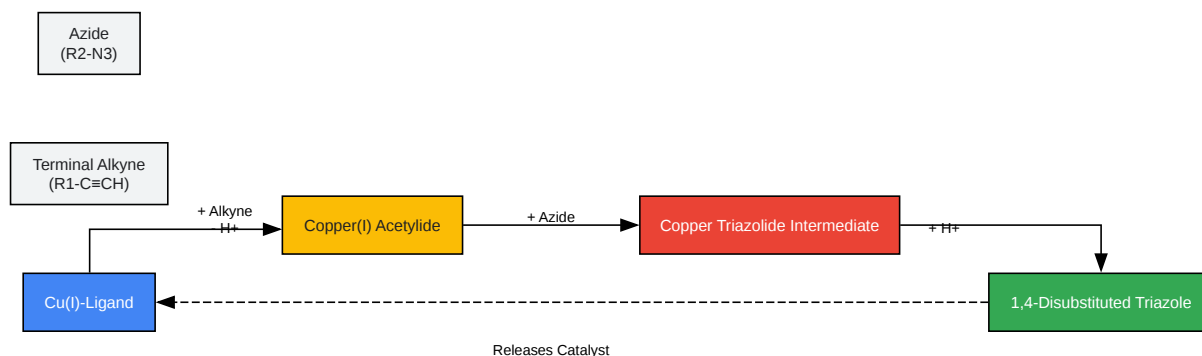 Azide
(R2-N3)
Terminal Alkyne
(R1-C≡CH)
+ Alkyne
- H+
Copper(I) Acetylide
+ Azide
Copper Triazolide Intermediate
+ H+
Cu(I)-Ligand
1,4-Disubstituted Triazole
Releases Catalyst